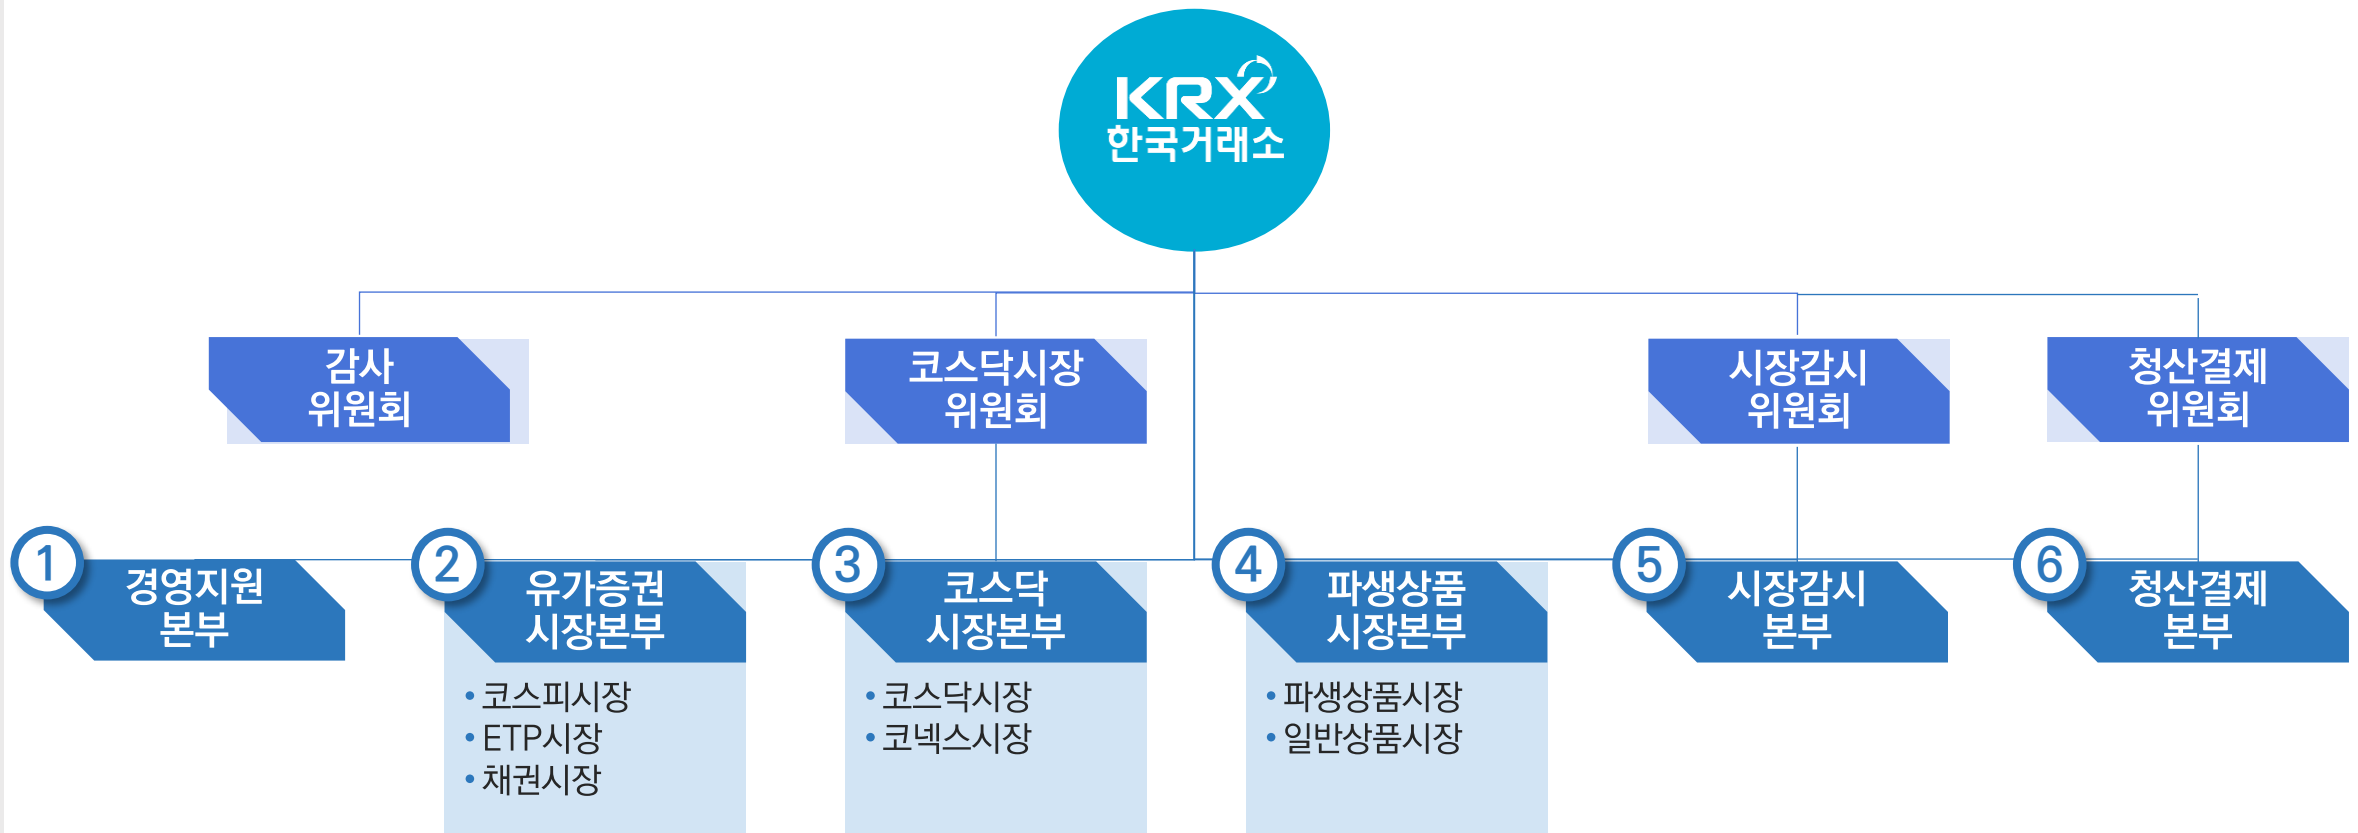 KRX
한국거래소
감사
위원회
코스닥시장
위원회
시장감시
위원회
청산결제
위원회
1
경영지원
본부
2
유가증권
시장본부
• 코스피시장
• ETP시장
• 채권시장
3
코스닥
시장본부
• 코스닥시장
• 코넥스시장
4
파생상품
시장본부
• 파생상품시장
• 일반상품시장
5
시장감시
본부
6
청산결제
본부